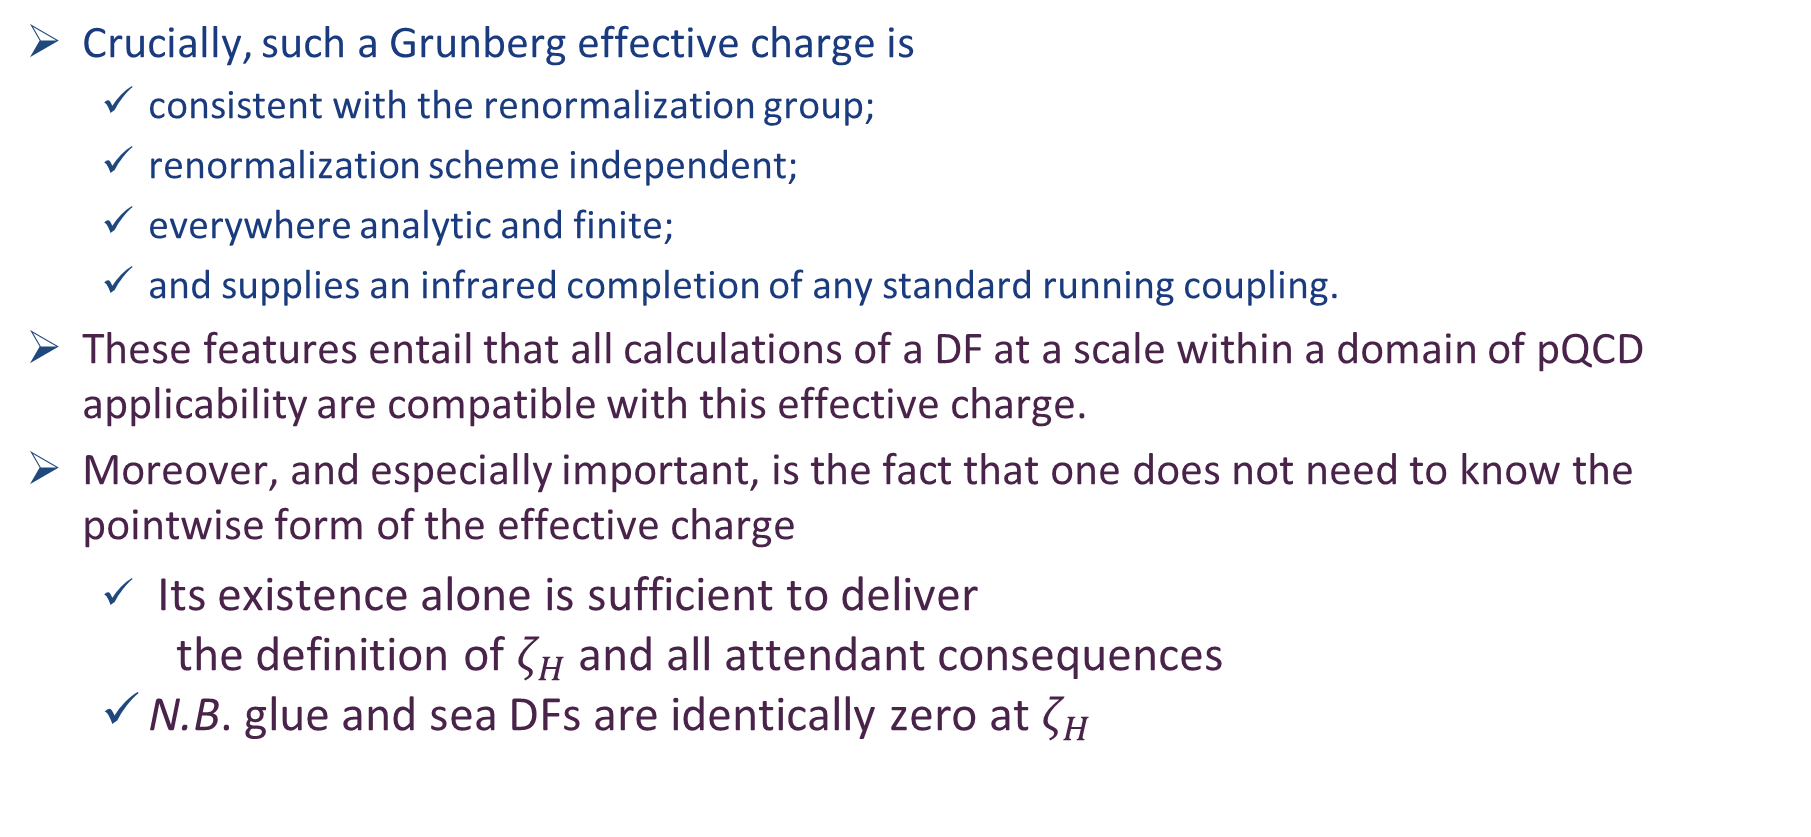 ➢ Crucially, such a Grunberg effective charge is
✓ consistent with the renormalization group;
✓ renormalization scheme independent;
✓ everywhere analytic and finite;
✓ and supplies an infrared completion of any standard running coupling.
➢ These features entail that all calculations of a DF at a scale within a domain of pQCD
applicability are compatible with this effective charge.
➢ Moreover, and especially important, is the fact that one does not need to know the
pointwise form of the effective charge
✓ Its existence alone is sufficient to deliver
the definition of ζ_H and all attendant consequences
✓ N.B. glue and sea DFs are identically zero at ζ_H